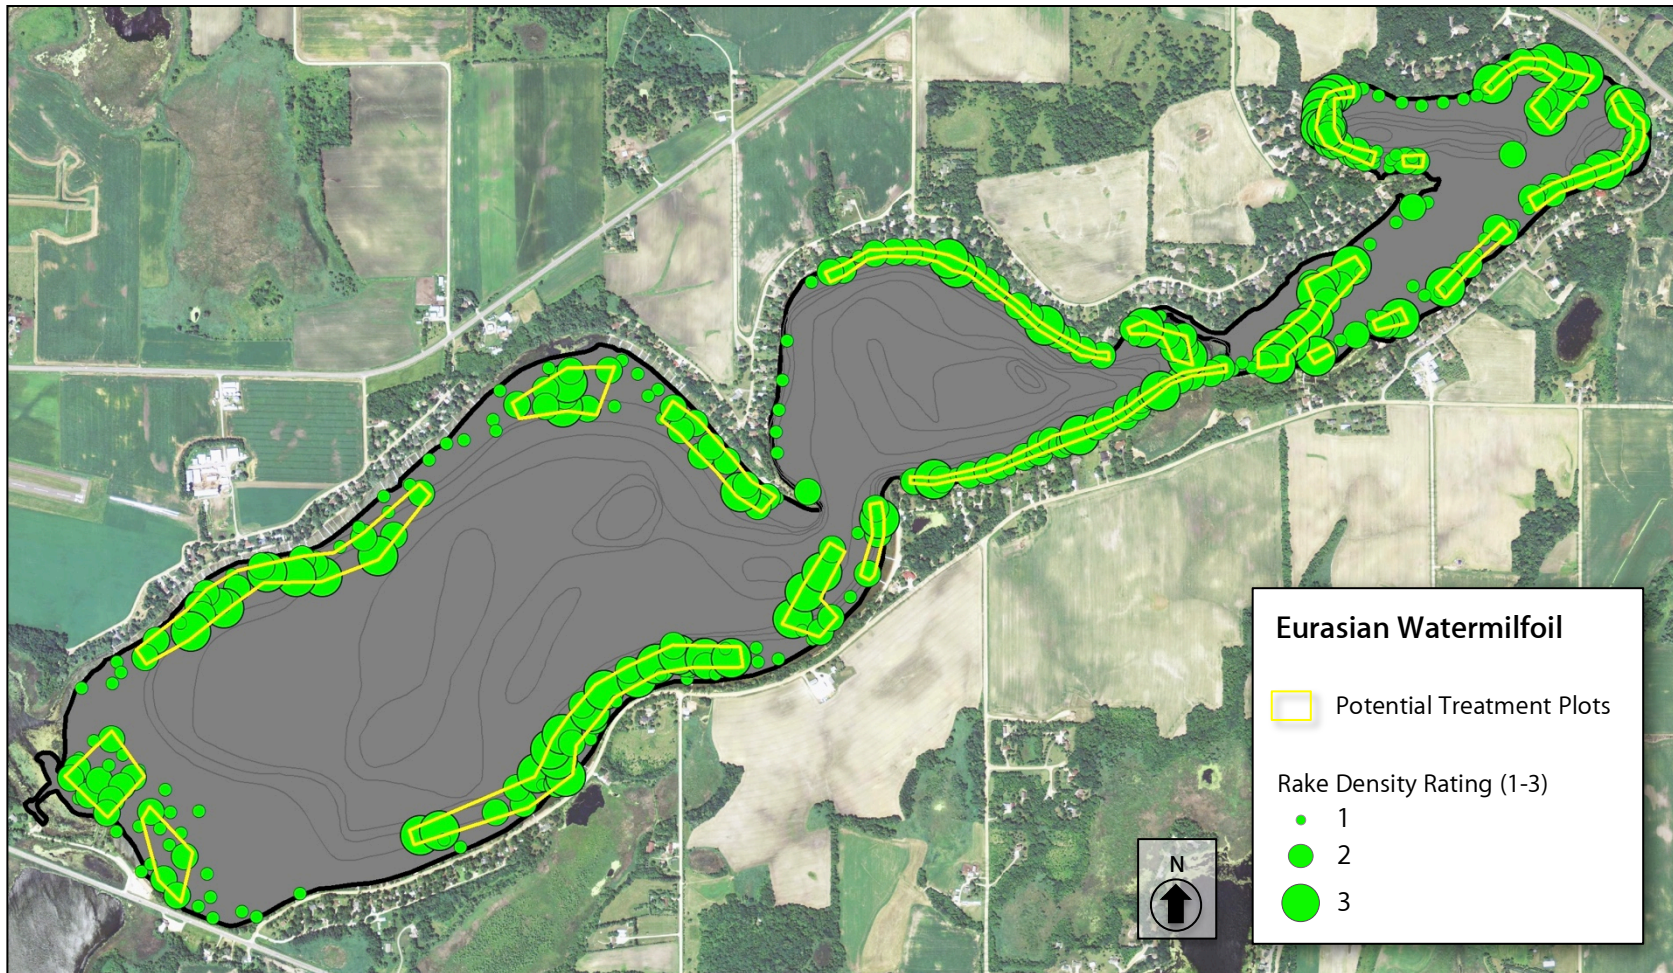 Eurasian Watermilfoil
Potential Treatment Plots
Rake Density Rating (1-3)
1
2
3
N